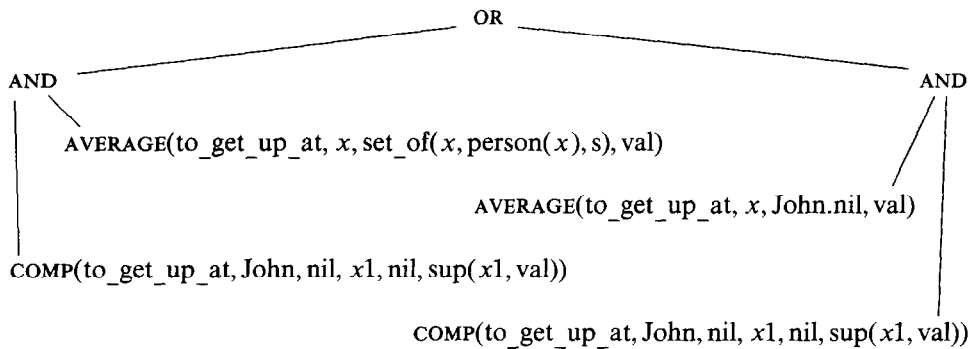 OR
AND AND
AVERAGE(to_get_up_at, x, set_of(x, person(x), s), val)
AVERAGE(to_get_up_at, x, John.nil, val)
COMP(to_get_up_at, John, nil, x1, nil, sup(x1, val))
COMP(to_get_up_at, John, nil, x1, nil, sup(x1, val))